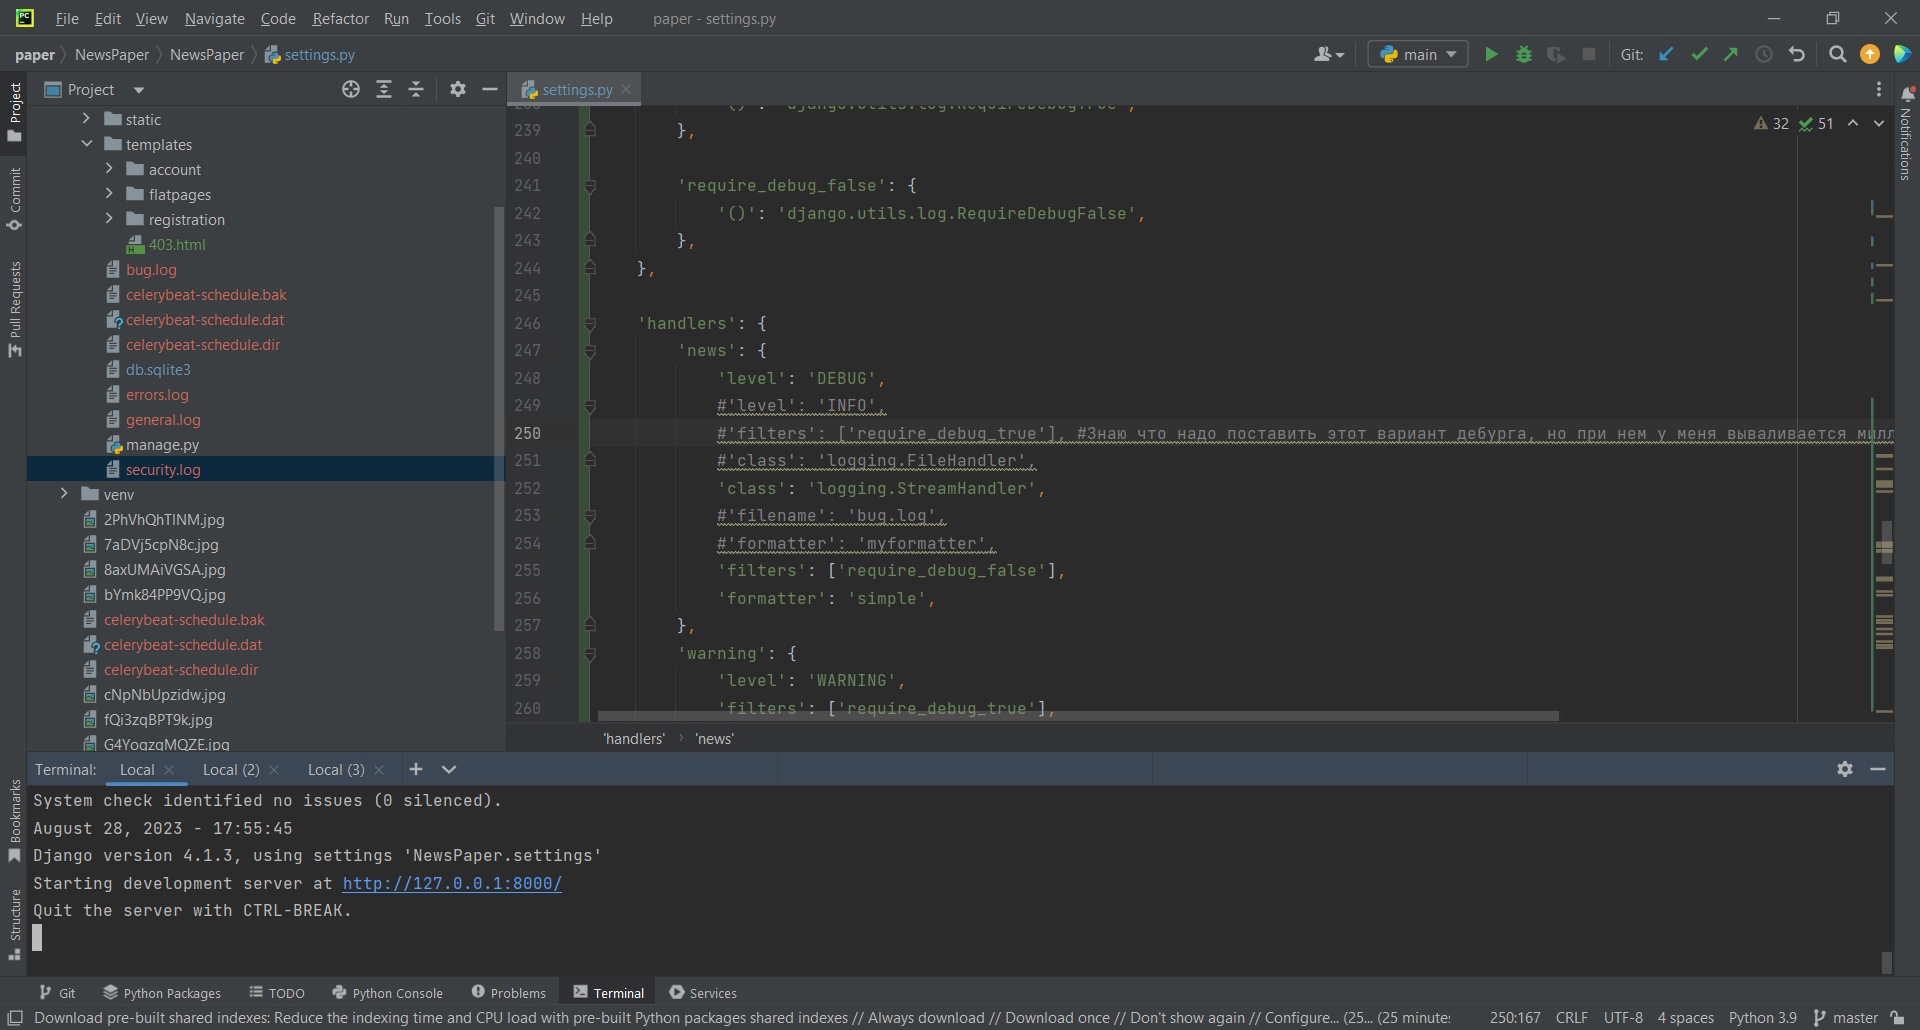 File Edit View Navigate Code Refactor Run Tools Git Window Help paper - settings.py
paper NewsPaper NewsPaper settings.py main Git:
Project
Commit
Pull Requests
Bookmarks
Structure
Project
static
templates
account
flatpages
registration
403.html
bug.log
celerybeat-schedule.bak
celerybeat-schedule.dat
celerybeat-schedule.dir
db.sqlite3
errors.log
general.log
manage.py
security.log
venv
2PhVhQhTINM.jpg
7aDVj5cpN8c.jpg
8axUMAiVGSA.jpg
bYmk84PP9VQ.jpg
celerybeat-schedule.bak
celerybeat-schedule.dat
celerybeat-schedule.dir
cNpNbUpzidw.jpg
fQi3zqBPT9k.jpg
G4YogzqMQZE.jpg
settings.py
32 51
Notifications
'()': 'django.utils.log.RequireDebugTrue',
239 },
240
241 'require_debug_false': {
242 '()': 'django.utils.log.RequireDebugFalse',
243 },
244 },
245
246 'handlers': {
247 'news': {
248 'level': 'DEBUG',
249 #'level': 'INFO',
250 #'filters': ['require_debug_true'], #Знаю что надо поставить этот вариант дебурга, но при нем у меня вываливается милл
251 #'class': 'logging.FileHandler',
252 'class': 'logging.StreamHandler',
253 #'filename': 'bug.log',
254 #'formatter': 'myformatter',
255 'filters': ['require_debug_false'],
256 'formatter': 'simple',
257 },
258 'warning': {
259 'level': 'WARNING',
260 'filters': ['require_debug_true'],
'handlers' 'news'
Terminal: Local Local (2) Local (3)
System check identified no issues (0 silenced).
August 28, 2023 - 17:55:45
Django version 4.1.3, using settings 'NewsPaper.settings'
Starting development server at http://127.0.0.1:8000/
Quit the server with CTRL-BREAK.
Git Python Packages TODO Python Console Problems Terminal Services
Download pre-built shared indexes: Reduce the indexing time and CPU load with pre-built Python packages shared indexes // Always download // Download once // Don't show again // Configure... (25... (25 minute: 250:167 CRLF UTF-8 4 spaces Python 3.9 master